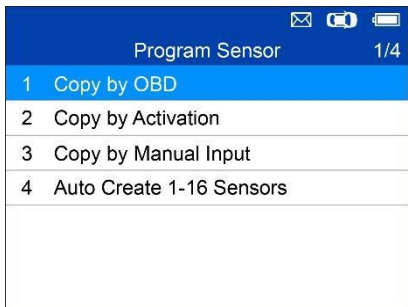 Program Sensor 1/4
1 Copy by OBD
2 Copy by Activation
3 Copy by Manual Input
4 Auto Create 1-16 Sensors